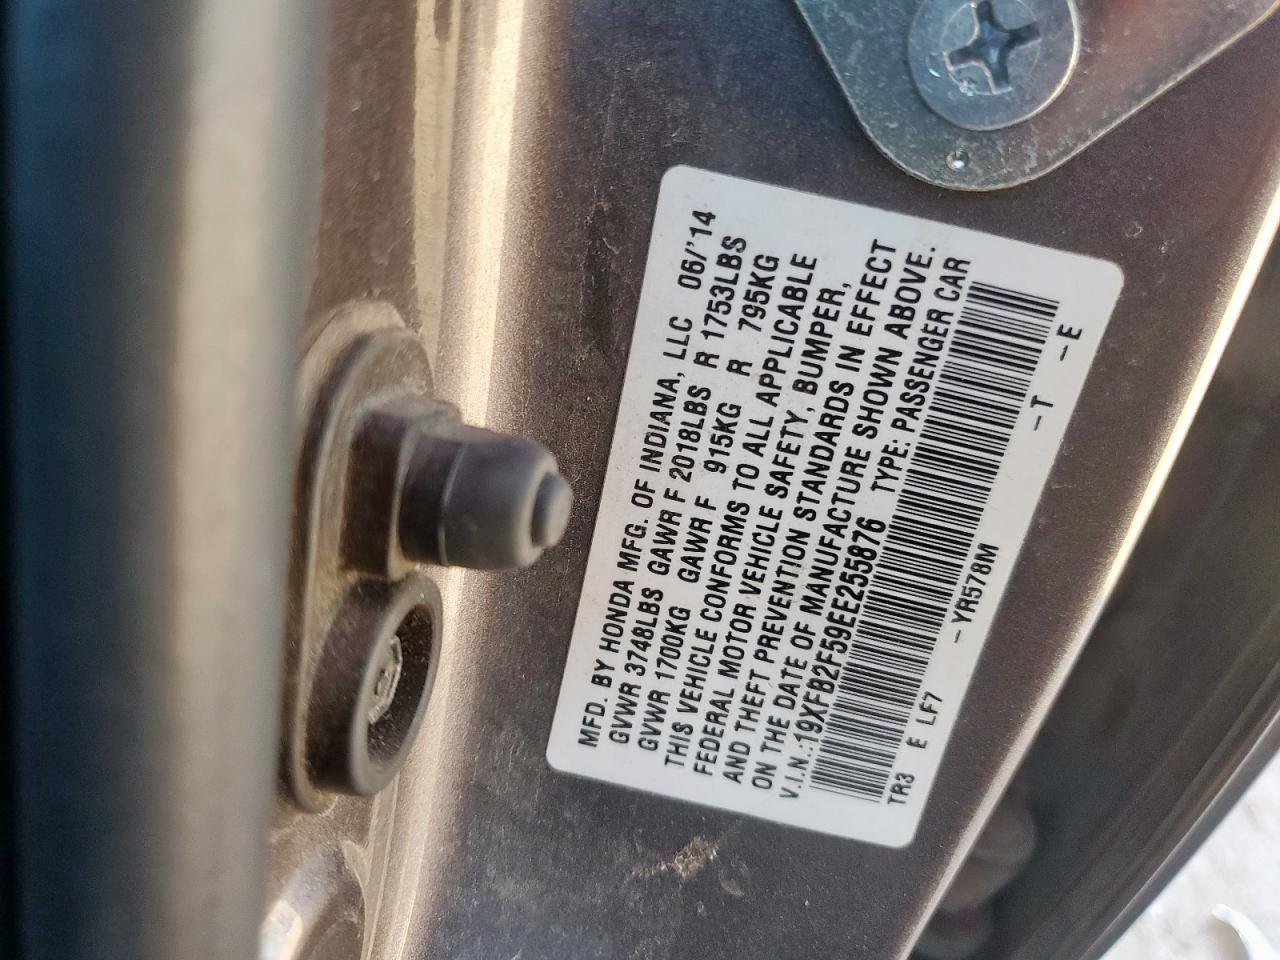 MFD. BY HONDA MFG. OF INDIANA, LLC 06/'14
GVWR 3748LBS GAWR F 2018LBS R 1753LBS
GVWR 1700KG GAWR F 915KG R 795KG
THIS VEHICLE CONFORMS TO ALL APPLICABLE
FEDERAL MOTOR VEHICLE SAFETY, BUMPER,
AND THEFT PREVENTION STANDARDS IN EFFECT
ON THE DATE OF MANUFACTURE SHOWN ABOVE.
V.I.N.:19XFB2F59EE255876 TYPE: PASSENGER CAR
TR3 E LF7 -YR578M -T -E